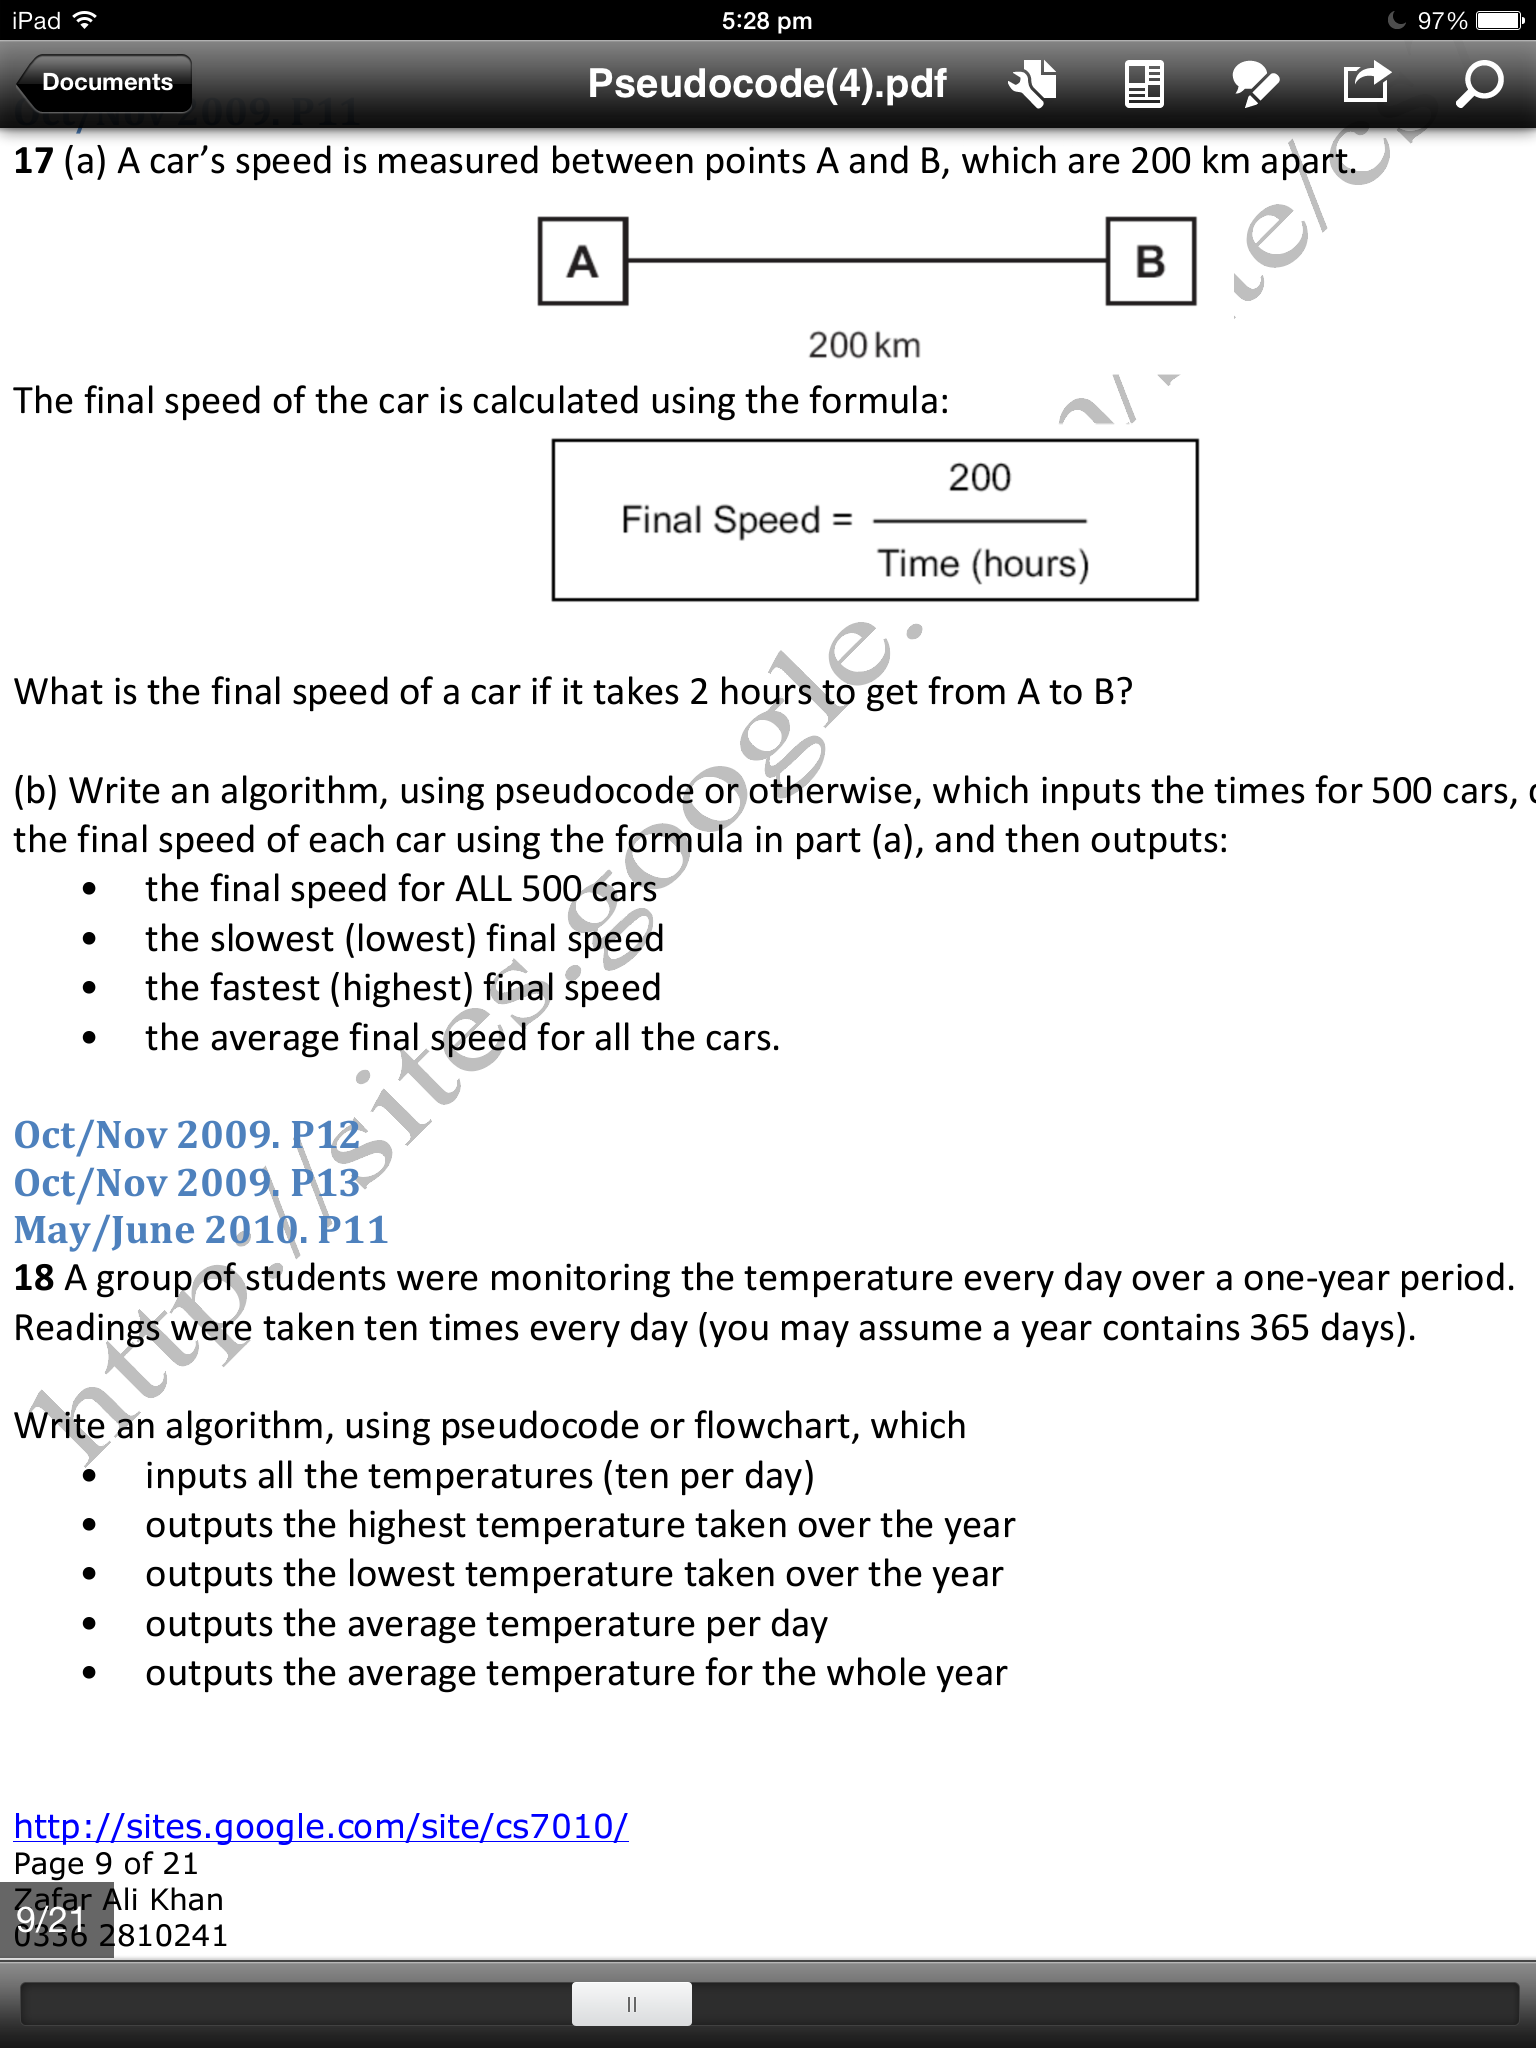 iPad 5:28 pm 97%
Documents Pseudocode(4).pdf
Oct/Nov 2009. P11
17 (a) A car’s speed is measured between points A and B, which are 200 km apart.
A B
200 km
The final speed of the car is calculated using the formula:
200
Final Speed =
Time (hours)
What is the final speed of a car if it takes 2 hours to get from A to B?
(b) Write an algorithm, using pseudocode or otherwise, which inputs the times for 500 cars,
the final speed of each car using the formula in part (a), and then outputs:
• the final speed for ALL 500 cars
• the slowest (lowest) final speed
• the fastest (highest) final speed
• the average final speed for all the cars.
Oct/Nov 2009. P12
Oct/Nov 2009. P13
May/June 2010. P11
18 A group of students were monitoring the temperature every day over a one-year period.
Readings were taken ten times every day (you may assume a year contains 365 days).
Write an algorithm, using pseudocode or flowchart, which
• inputs all the temperatures (ten per day)
• outputs the highest temperature taken over the year
• outputs the lowest temperature taken over the year
• outputs the average temperature per day
• outputs the average temperature for the whole year
http://sites.google.com/site/cs7010/
Page 9 of 21
Zafar Ali Khan
9/21
0336 2810241
http://sites.google.